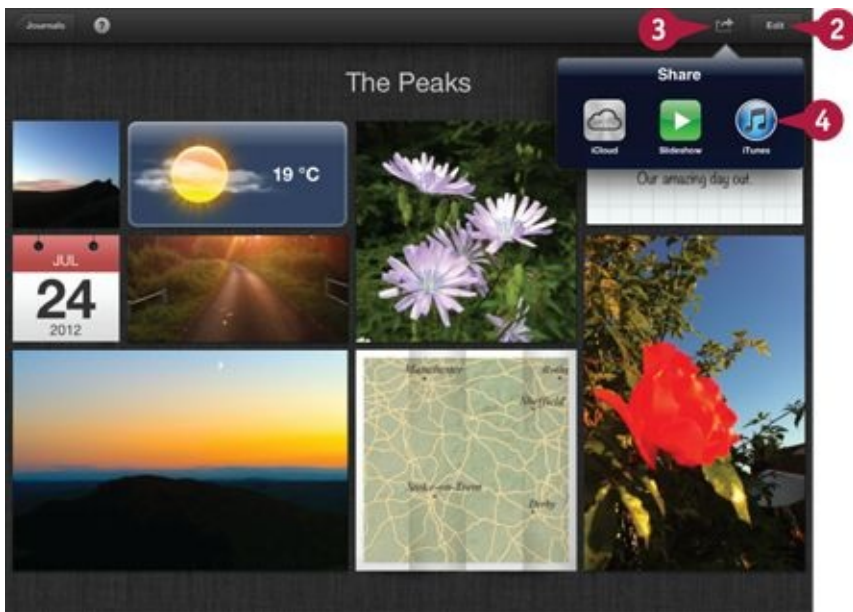 Journals ? 3 Edit 2
Share
The Peaks
iCloud Slideshow iTunes 4
19 °C
Our amazing day out.
JUL
24
2012
Manchester
Sheffield
Stoke-on-Trent
Derby